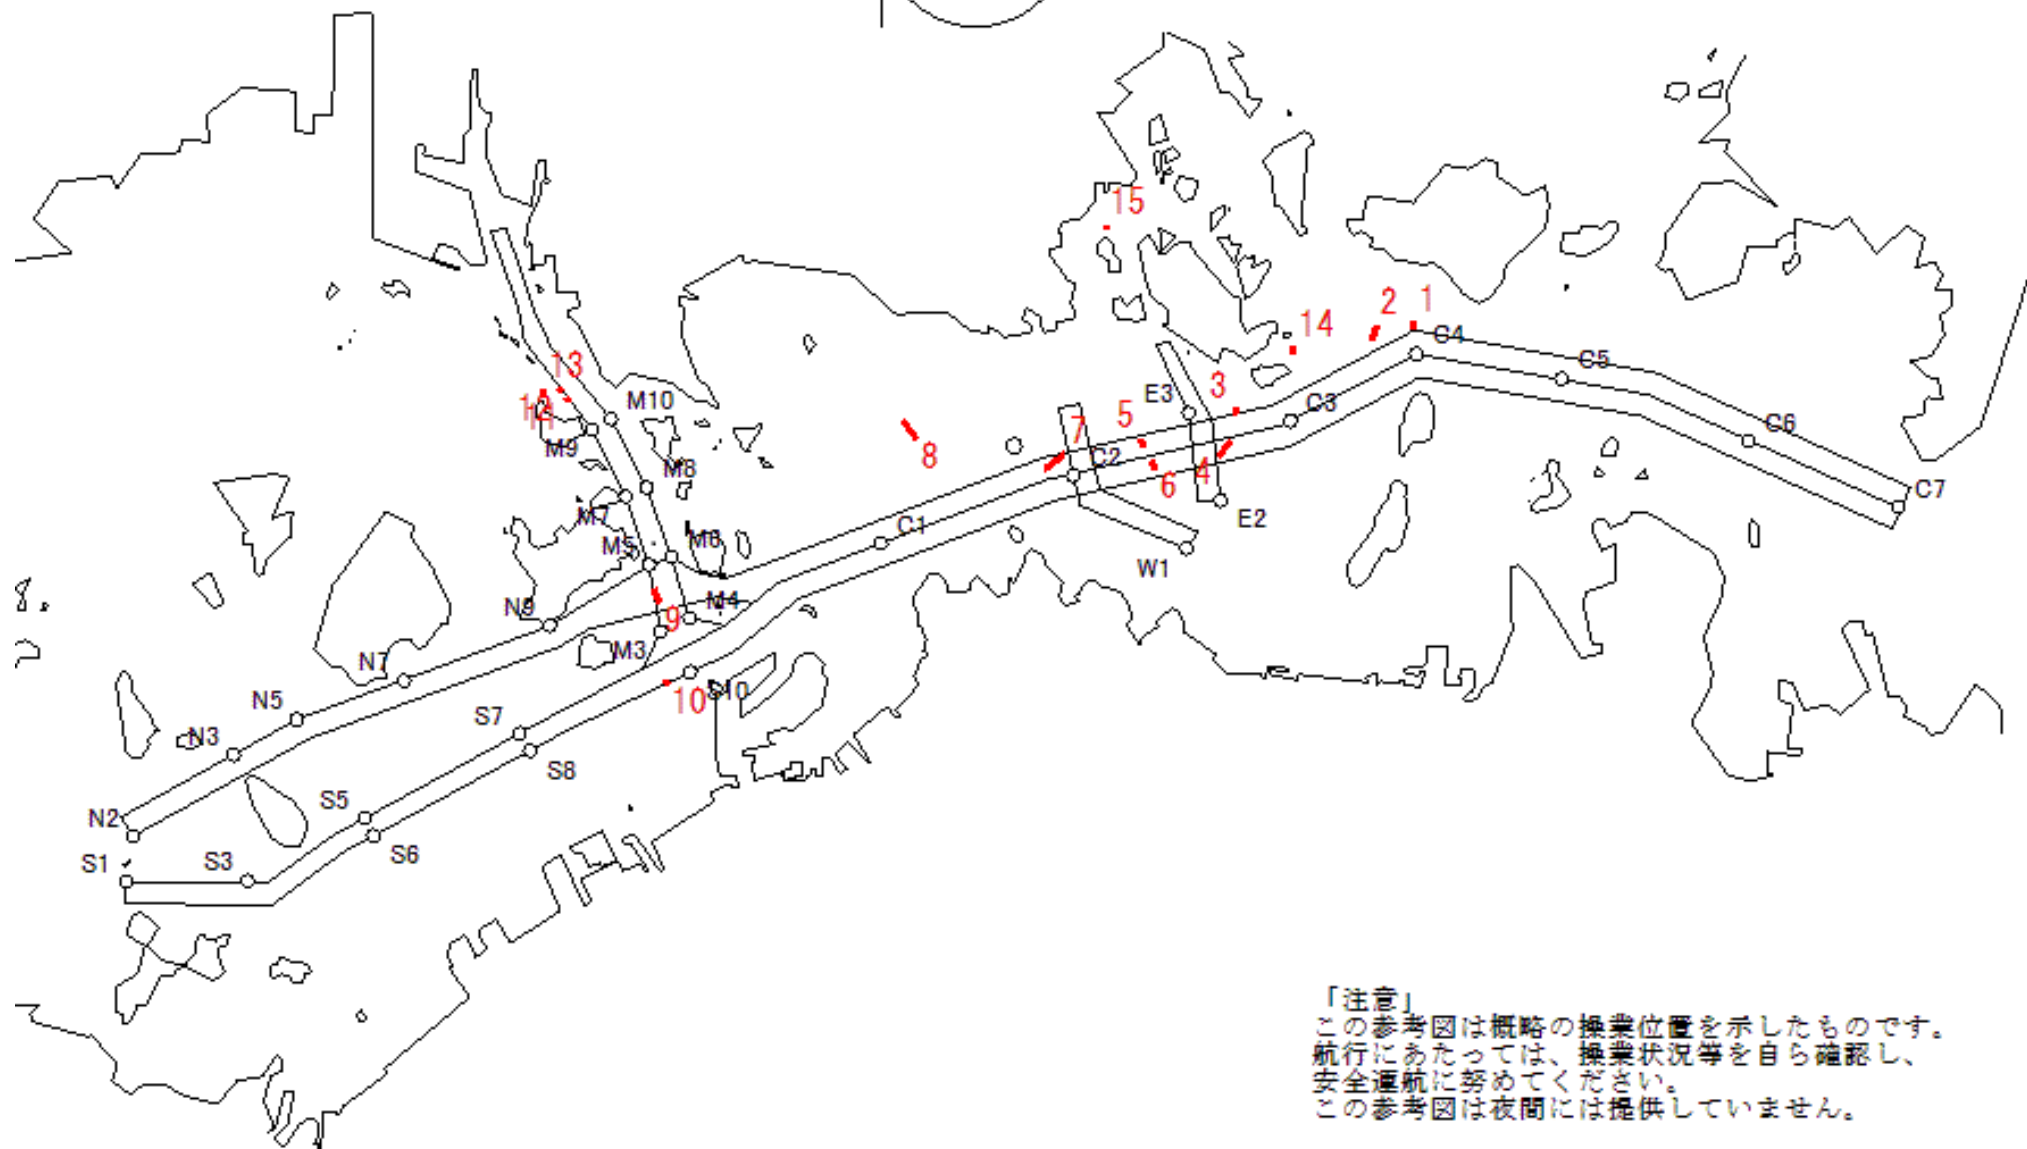 15
1
2
14
C4
C5
13
3
12
11
M10
E3
C3
5
7
C6
M9
8
C2
M8
4
6
C7
M7
E2
C1
M5
M6
W1
N9
M4
9
M3
N7
10
S10
N5
S7
N3
S8
S5
N2
S6
S1
S3
「注意」
この参考図は概略の操業位置を示したものです。
航行にあたっては、操業状況等を自ら確認し、
安全運航に努めてください。
この参考図は夜間には提供していません。